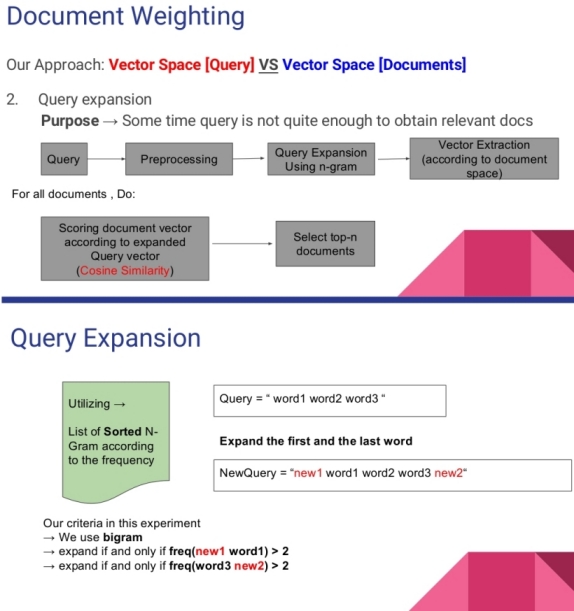 Document Weighting
Our Approach: Vector Space [Query] VS Vector Space [Documents]
2. Query expansion
Purpose → Some time query is not quite enough to obtain relevant docs
Query
Preprocessing
Query Expansion
Using n-gram
Vector Extraction
(according to document
space)
For all documents , Do:
Scoring document vector
according to expanded
Query vector
(Cosine Similarity)
Select top-n
documents
Query Expansion
Utilizing →
List of Sorted N-
Gram according
to the frequency
Query = “ word1 word2 word3 “
Expand the first and the last word
NewQuery = “new1 word1 word2 word3 new2“
Our criteria in this experiment
→ We use bigram
→ expand if and only if freq(new1 word1) > 2
→ expand if and only if freq(word3 new2) > 2